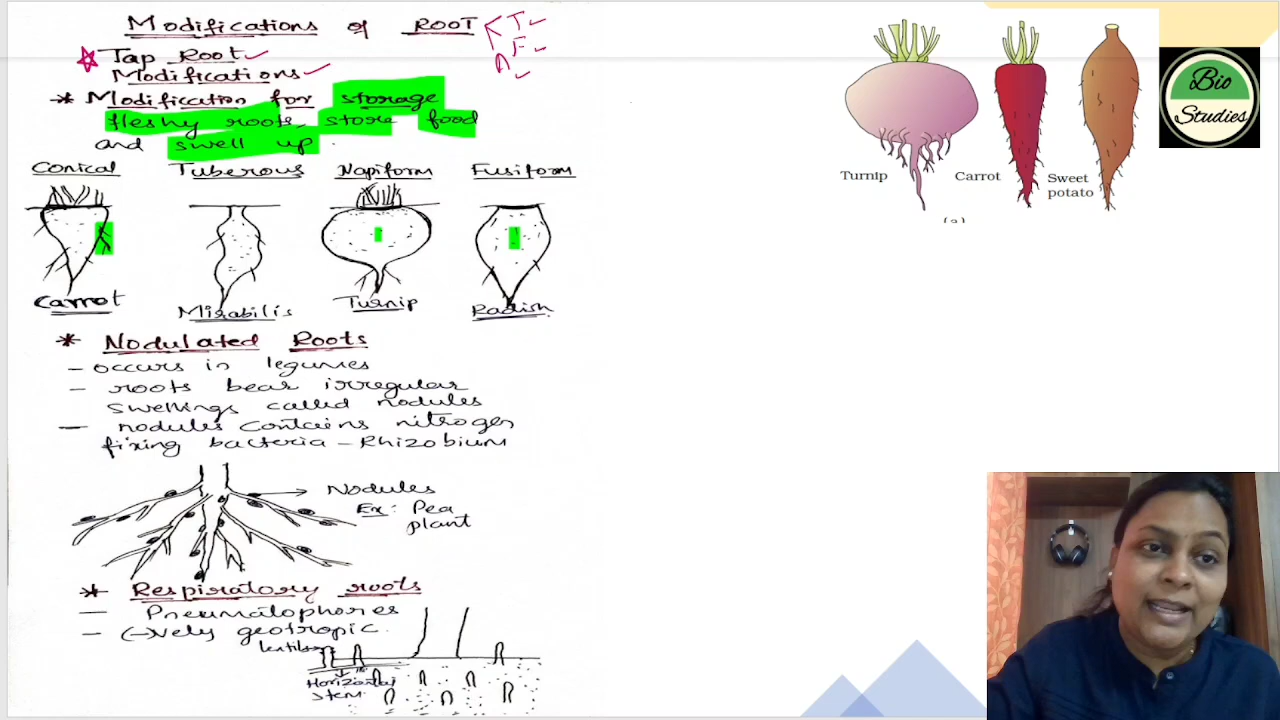 Modifications of ROOT
T
F
A
Tap Root
Modifications
* Modification for storage
fleshy roots, store food
and swell up.
Conical Tuberous Napiform Fusiform
Carrot Mirabilis Turnip Radish
* Nodulated Roots
- occurs in legumes
- roots bear irregular
swellings called nodules
- nodules contains nitrogen
fixing bacteria - Rhizobium
Nodules
Ex: Pea
plant
* Respiratory roots
- Pneumatophores
- (-)vely geotropic.
Horizontal
stem
Turnip
Carrot
Sweet
potato
(a)
Bio
Studies